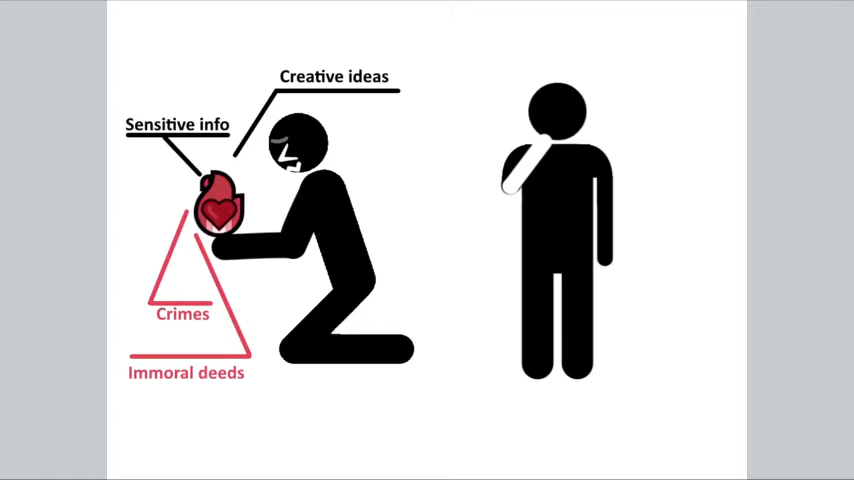 Creative ideas
Sensitive info
Crimes
Immoral deeds